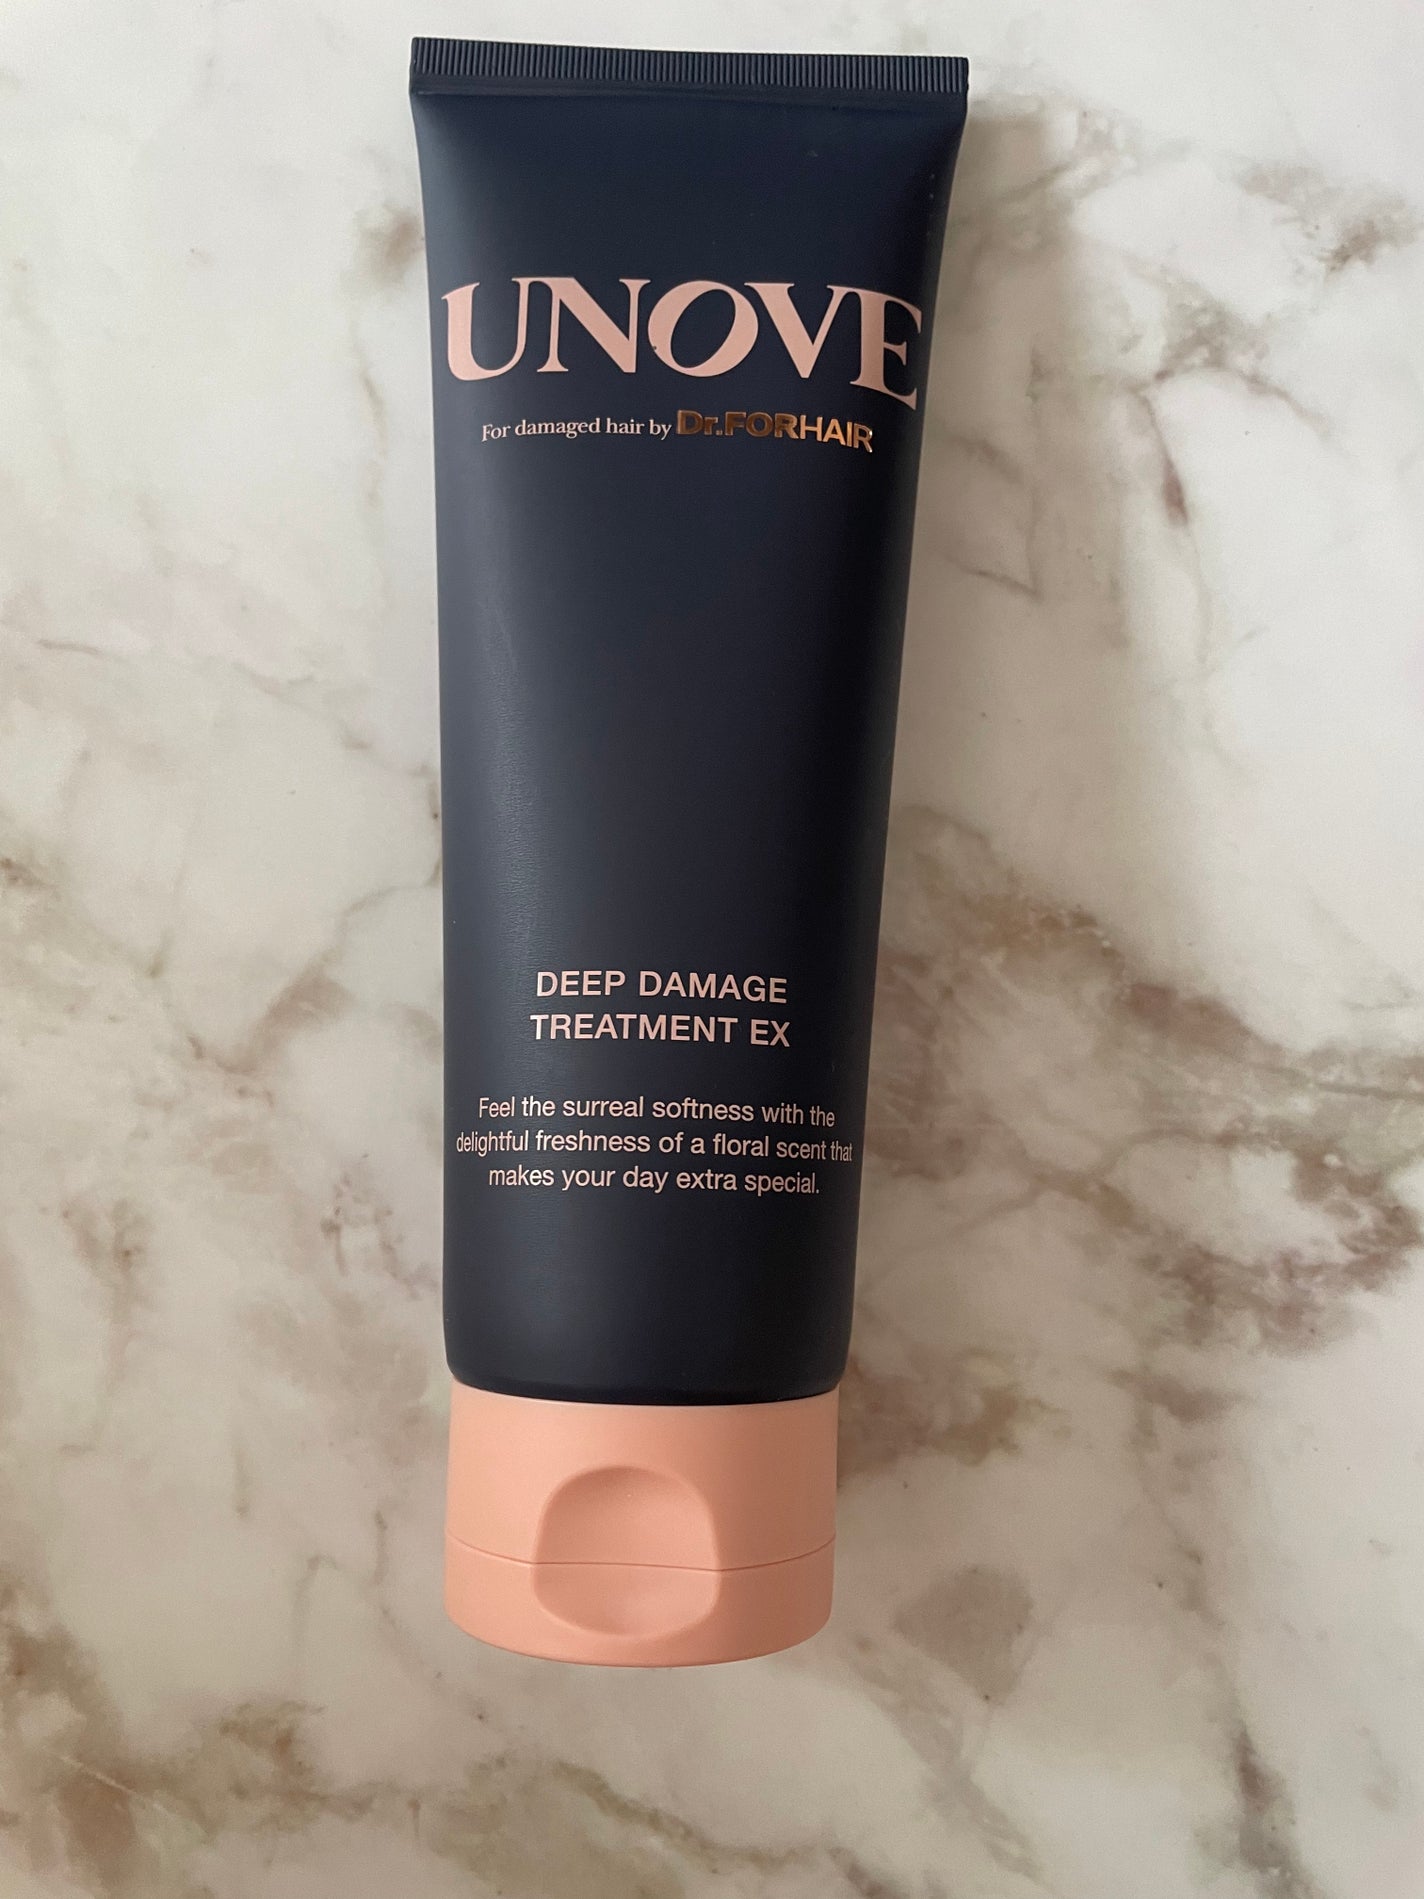 UNOVE
For damaged hair by Dr.FORHAIR
DEEP DAMAGE
TREATMENT EX
Feel the surreal softness with the
delightful freshness of a floral scent that
makes your day extra special.